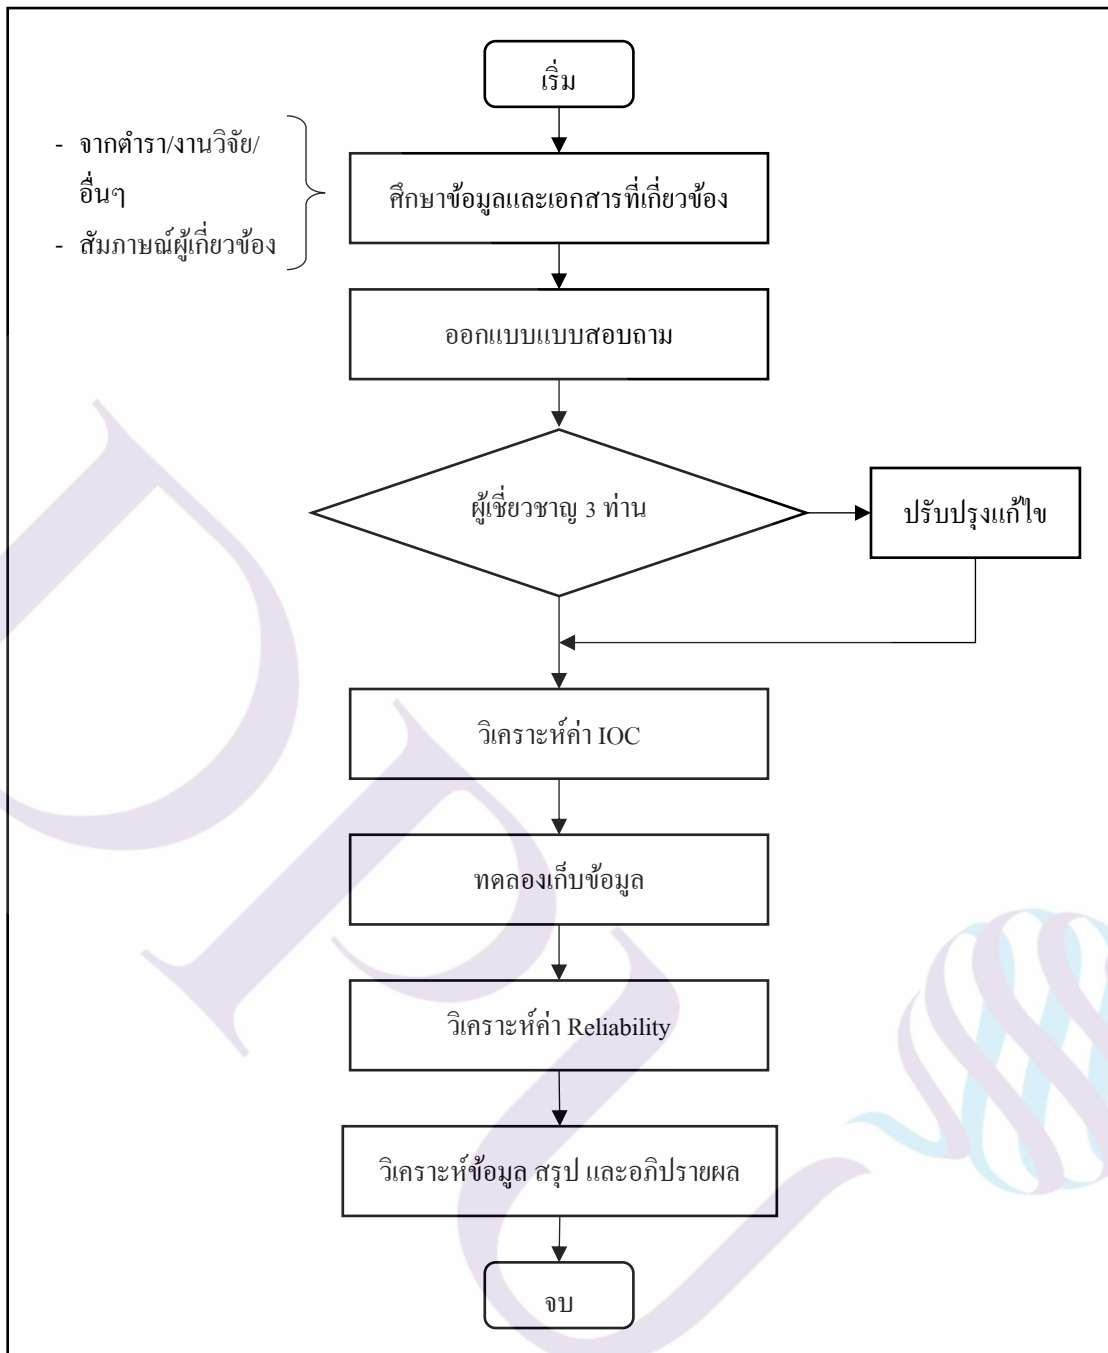 เริ่ม
- จากตำรา/งานวิจัย/
อื่นๆ
- สัมภาษณ์ผู้เกี่ยวข้อง
ศึกษาข้อมูลและเอกสารที่เกี่ยวข้อง
ออกแบบแบบสอบถาม
ผู้เชี่ยวชาญ 3 ท่าน
ปรับปรุงแก้ไข
วิเคราะห์ค่า IOC
ทดลองเก็บข้อมูล
วิเคราะห์ค่า Reliability
วิเคราะห์ข้อมูล สรุป และอภิปรายผล
จบ
DPU